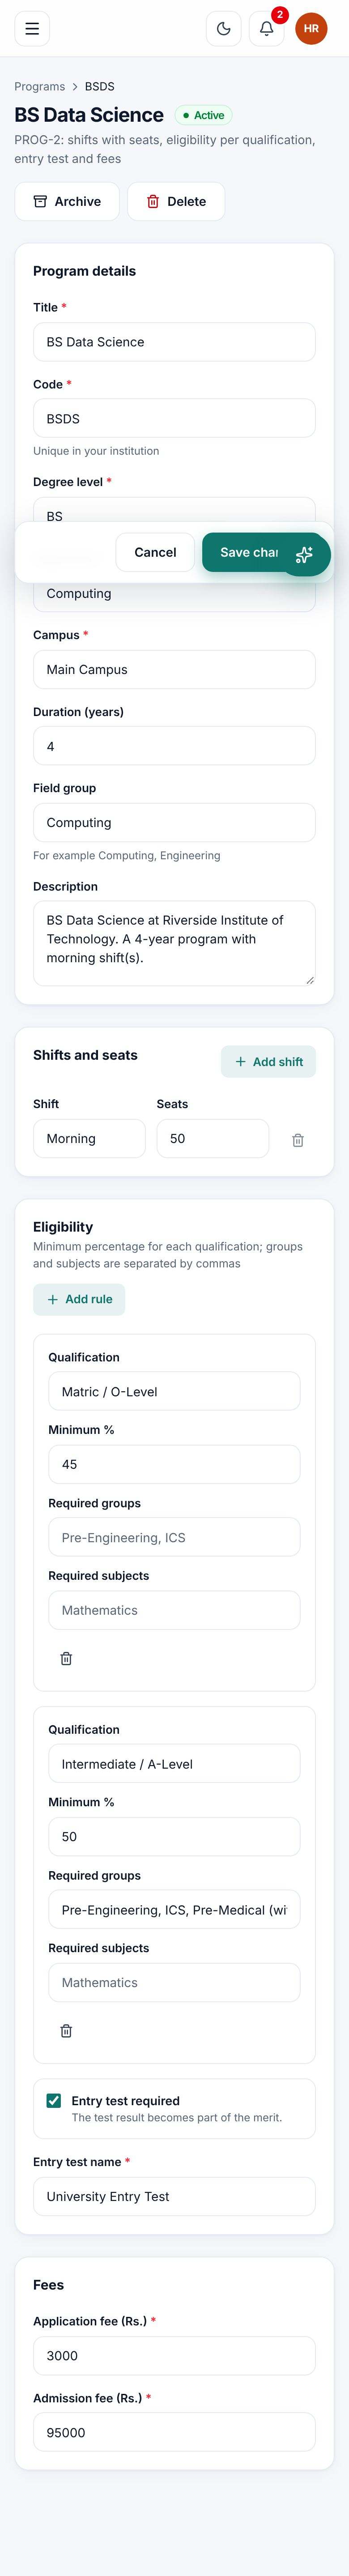 2
HR
Programs > BSDS
BS Data Science
Active
PROG-2: shifts with seats, eligibility per qualification,
entry test and fees
Archive
Delete
Program details
Title *
BS Data Science
Code *
BSDS
Unique in your institution
Degree level *
BS
Cancel
Save
Computing
Campus *
Main Campus
Duration (years)
4
Field group
Computing
For example Computing, Engineering
Description
BS Data Science at Riverside Institute of
Technology. A 4-year program with
morning shift(s).
Shifts and seats
+ Add shift
Shift
Seats
Morning
50
Eligibility
Minimum percentage for each qualification; groups
and subjects are separated by commas
+ Add rule
Qualification
Matric / O-Level
Minimum %
45
Required groups
Pre-Engineering, ICS
Required subjects
Mathematics
Qualification
Intermediate / A-Level
Minimum %
50
Required groups
Pre-Engineering, ICS, Pre-Medical
Required subjects
Mathematics
Entry test required
The test result becomes part of the merit.
Entry test name *
University Entry Test
Fees
Application fee (Rs.) *
3000
Admission fee (Rs.) *
95000